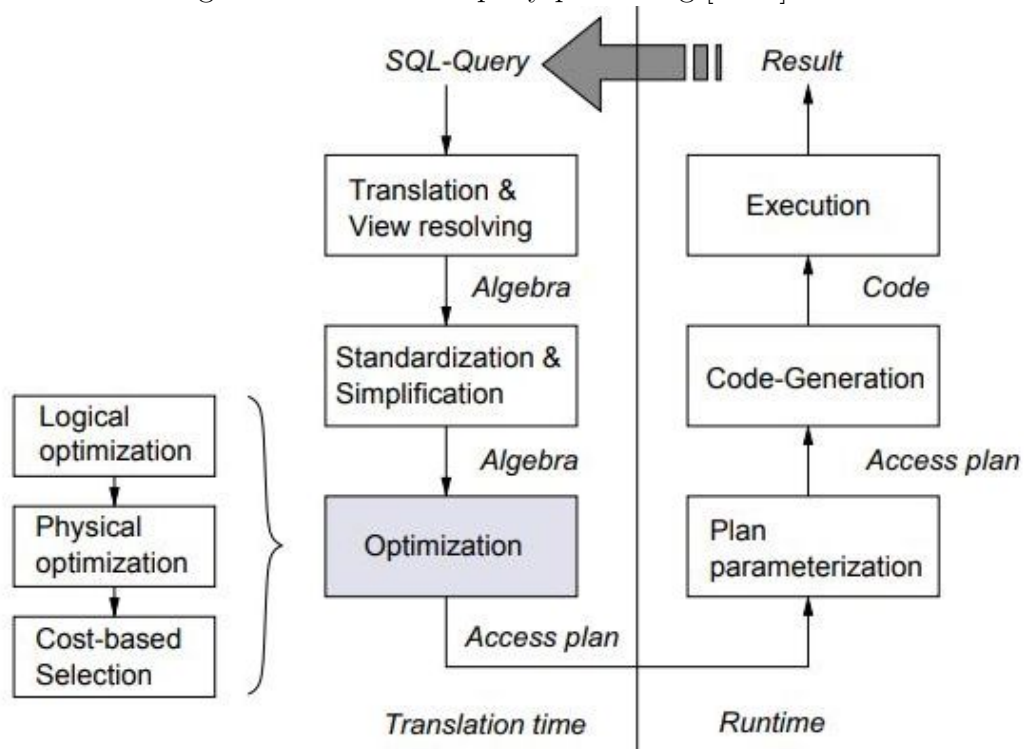 SQL-Query
Result
Translation &
View resolving
Execution
Algebra
Code
Standardization &
Simplification
Code-Generation
Logical
optimization
Algebra
Access plan
Physical
optimization
Optimization
Plan
parameterization
Cost-based
Selection
Access plan
Translation time
Runtime